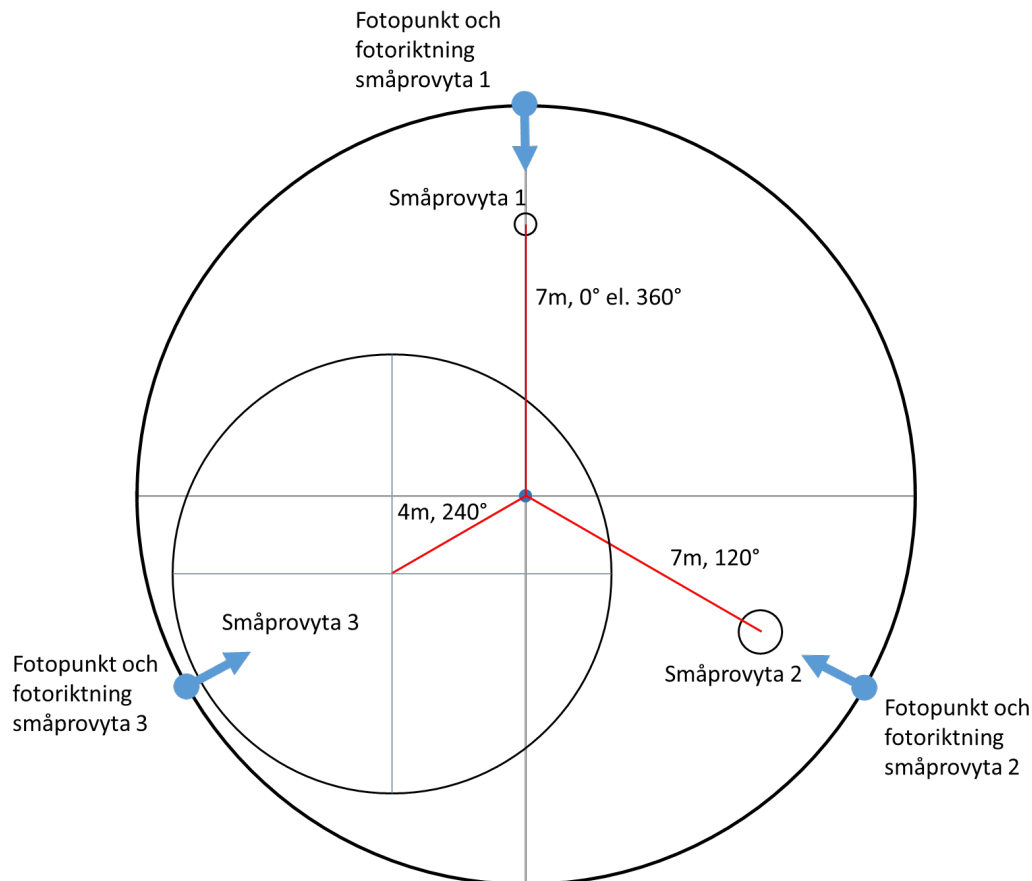 Fotopunkt och
fotoriktning
småprovyta 1
Småprovyta 1
7m, 0° el. 360°
4m, 240°
7m, 120°
Småprovyta 3
Fotopunkt och
fotoriktning
småprovyta 3
Småprovyta 2
Fotopunkt och
fotoriktning
småprovyta 2